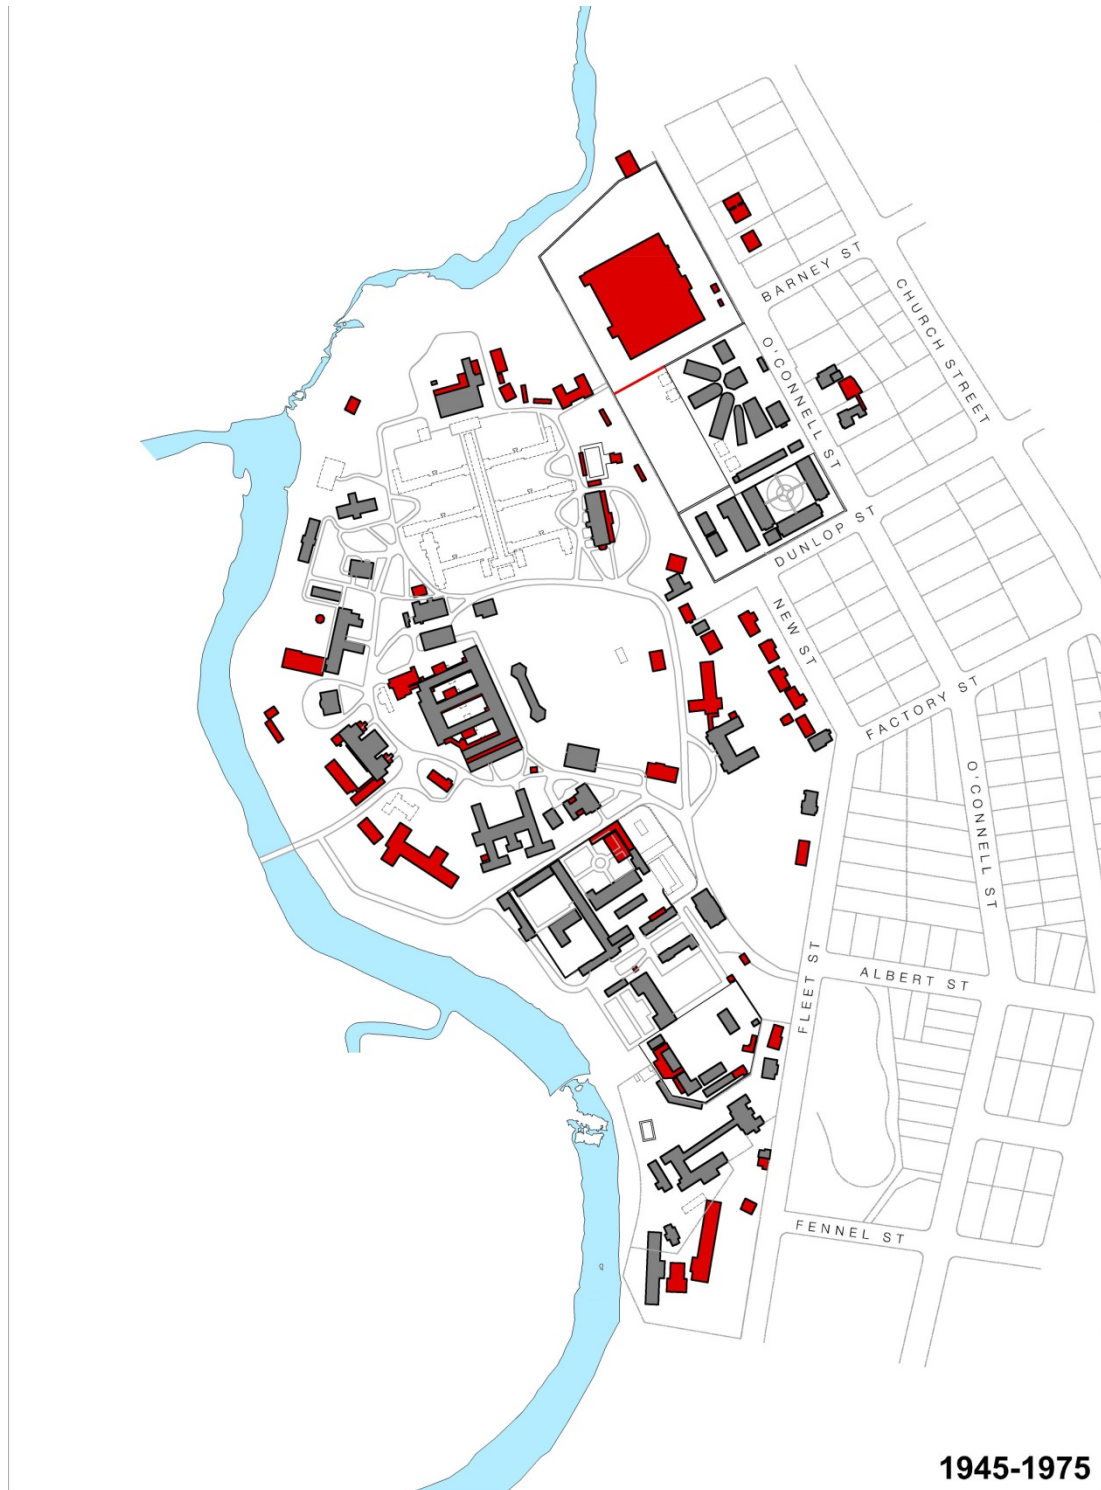 BARNEY ST
CHURCH STREET
O'CONNELL ST
DUNLOP ST
NEW ST
FACTORY ST
O'CONNELL ST
ALBERT ST
FLEET ST
FENNEL ST
1945-1975